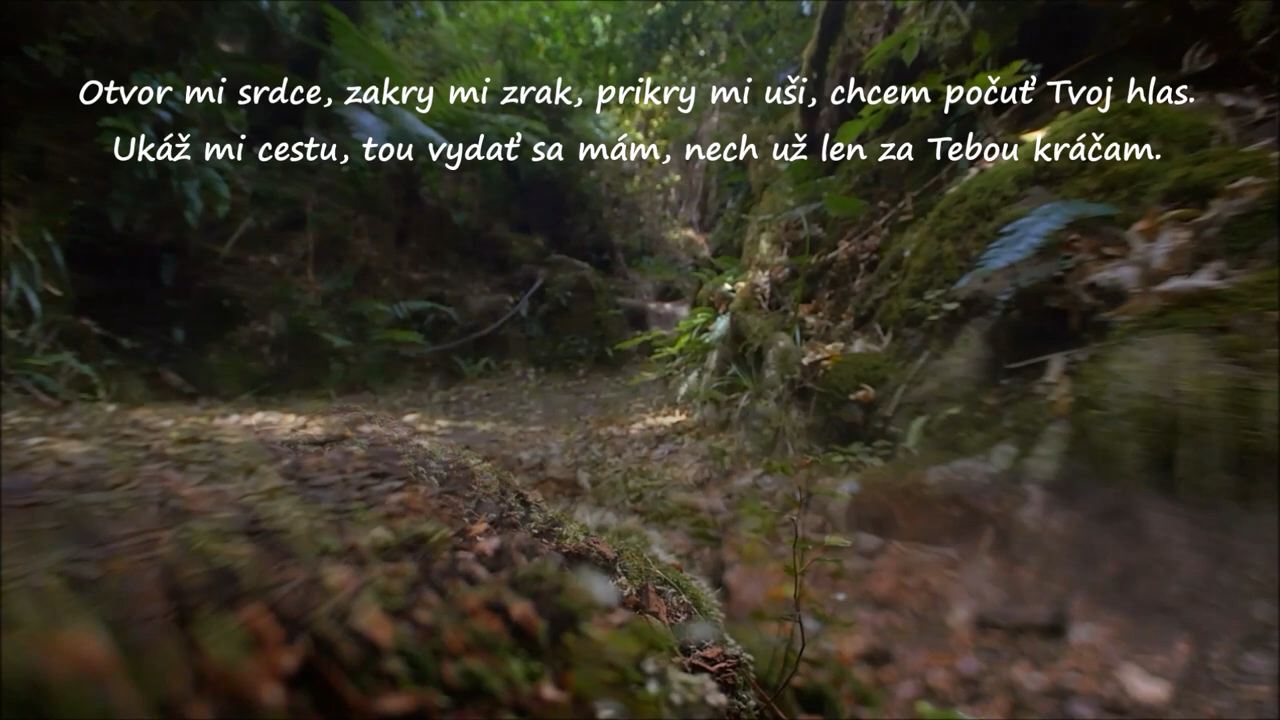 Otvor mi srdce, zakry mi zrak, prikry mi uši, chcem počuť Tvoj hlas.
Ukáž mi cestu, tou vydať sa mám, nech už len za Tebou kráčam.